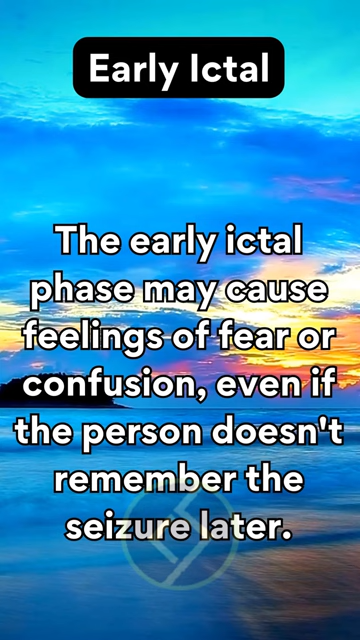 Early Ictal
The early ictal
phase may cause
feelings of fear or
confusion, even if
the person doesn't
remember the
seizure later.